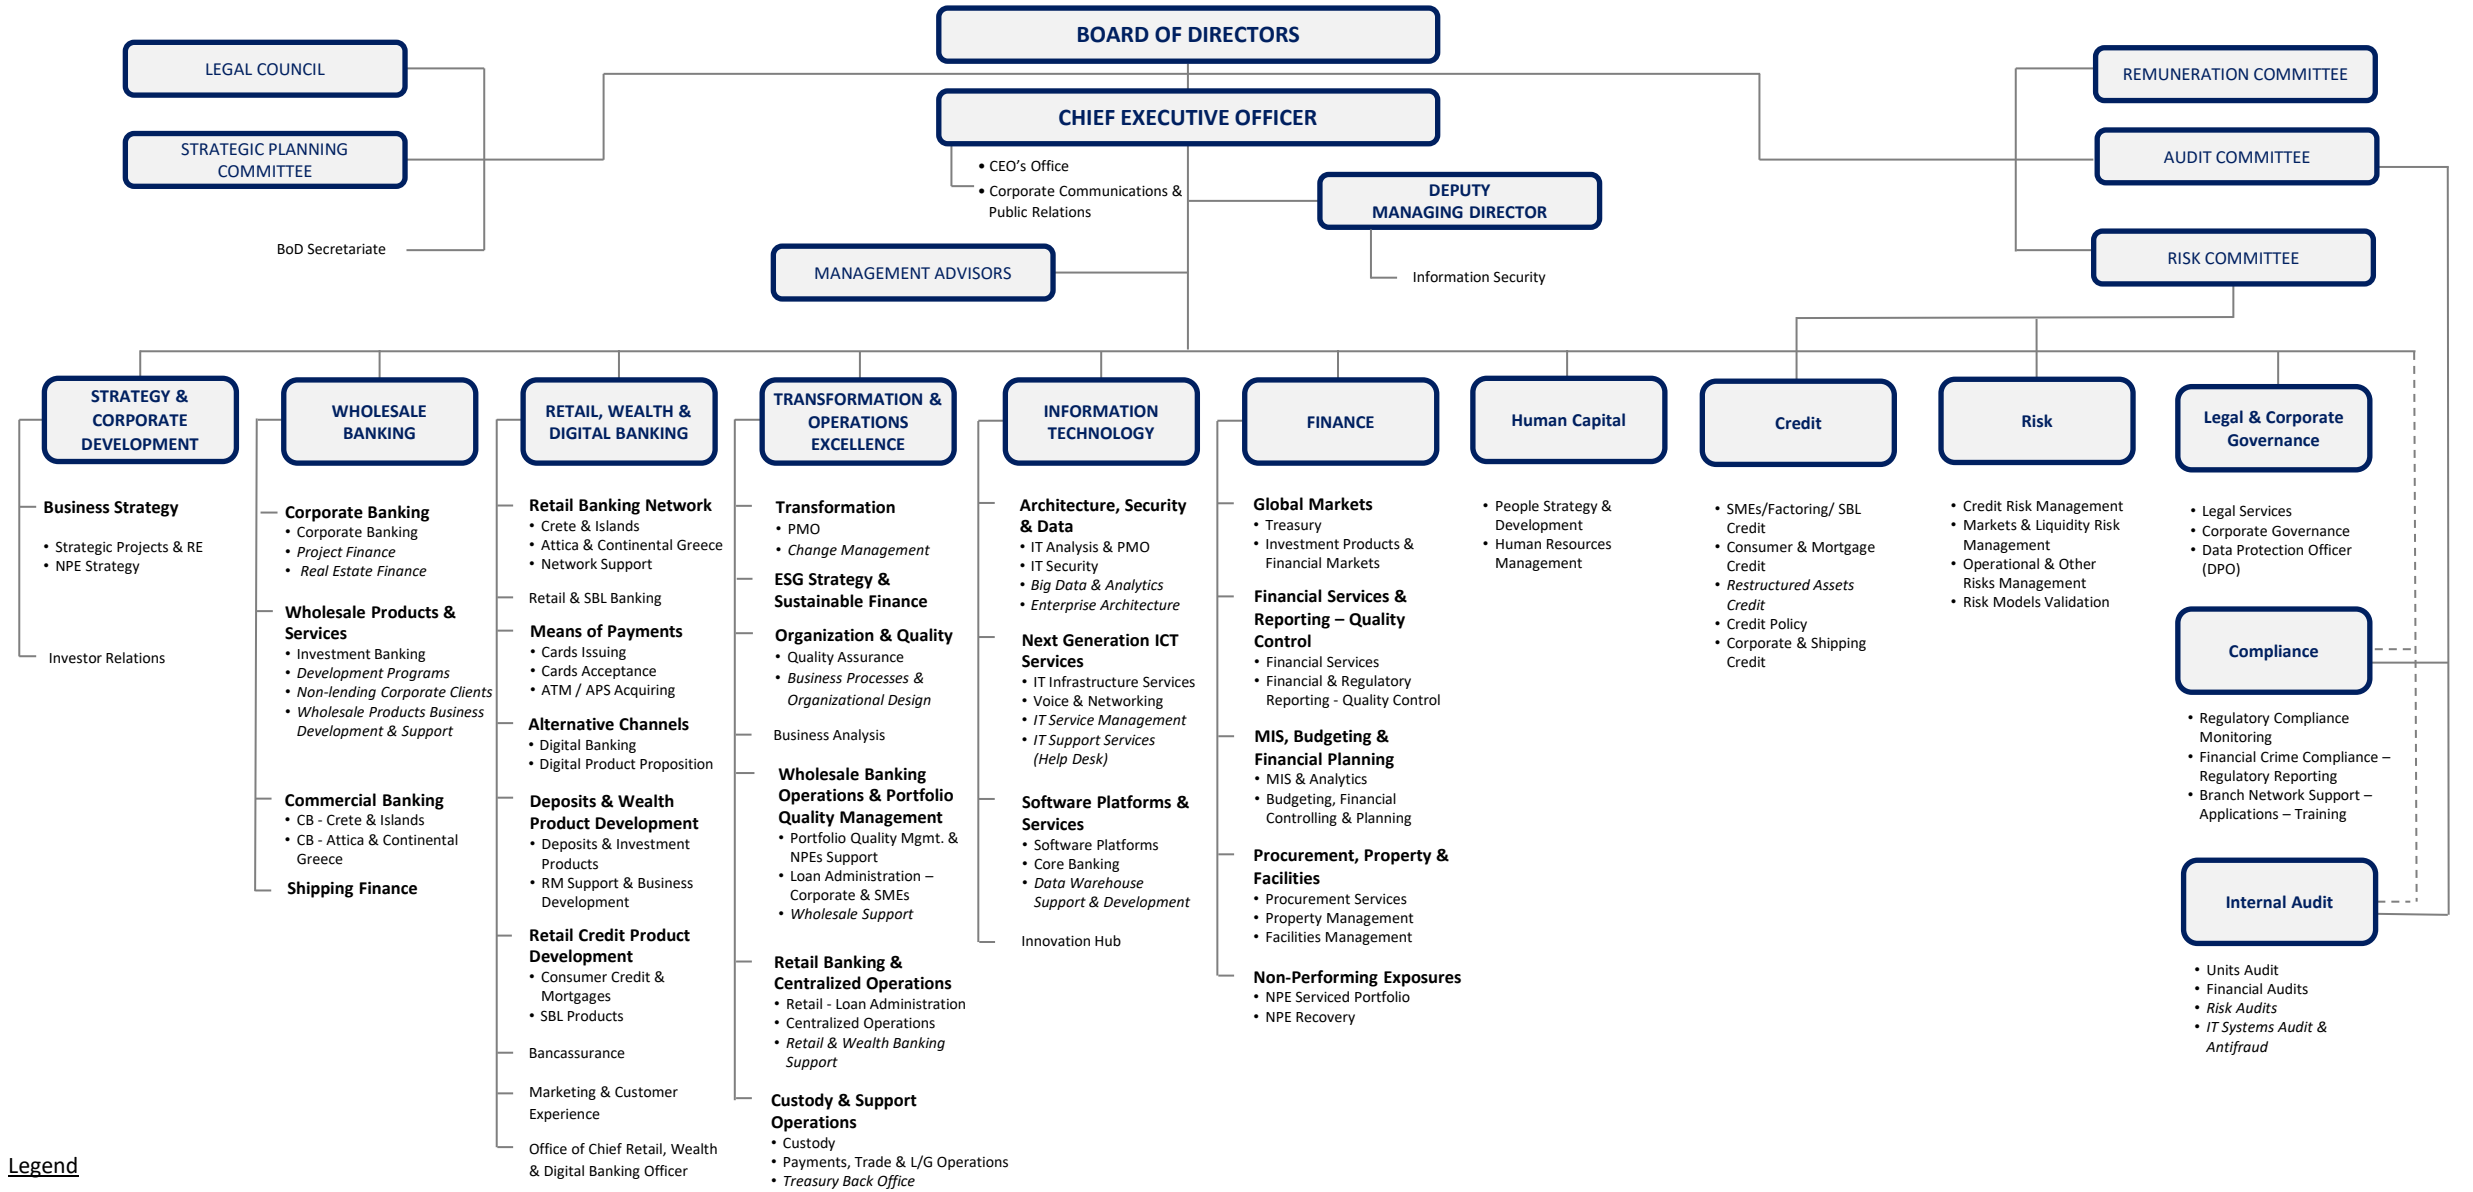 BOARD OF DIRECTORS
LEGAL COUNCIL
REMUNERATION COMMITTEE
CHIEF EXECUTIVE OFFICER
STRATEGIC PLANNING
COMMITTEE
AUDIT COMMITTEE
• CEO's Office
• Corporate Communications &
Public Relations
DEPUTY
MANAGING DIRECTOR
BoD Secretariate
MANAGEMENT ADVISORS
Information Security
RISK COMMITTEE
STRATEGY &
CORPORATE
DEVELOPMENT
Business Strategy
• Strategic Projects & RE
• NPE Strategy
Investor Relations
WHOLESALE
BANKING
Corporate Banking
• Corporate Banking
• Project Finance
• Real Estate Finance
Wholesale Products &
Services
• Investment Banking
• Development Programs
• Non-lending Corporate Clients
• Wholesale Products Business
Development & Support
Commercial Banking
• CB - Crete & Islands
• CB - Attica & Continental
Greece
Shipping Finance
RETAIL, WEALTH &
DIGITAL BANKING
Retail Banking Network
• Crete & Islands
• Attica & Continental Greece
• Network Support
Retail & SBL Banking
Means of Payments
• Cards Issuing
• Cards Acceptance
• ATM / APS Acquiring
Alternative Channels
• Digital Banking
• Digital Product Proposition
Deposits & Wealth
Product Development
• Deposits & Investment
Products
• RM Support & Business
Development
Retail Credit Product
Development
• Consumer Credit &
Mortgages
• SBL Products
Bancassurance
Marketing & Customer
Experience
Office of Chief Retail, Wealth
& Digital Banking Officer
TRANSFORMATION &
OPERATIONS
EXCELLENCE
Transformation
• PMO
• Change Management
ESG Strategy &
Sustainable Finance
Organization & Quality
• Quality Assurance
• Business Processes &
Organizational Design
Business Analysis
Wholesale Banking
Operations & Portfolio
Quality Management
• Portfolio Quality Mgmt. &
NPEs Support
• Loan Administration –
Corporate & SMEs
• Wholesale Support
Retail Banking &
Centralized Operations
• Retail - Loan Administration
• Centralized Operations
• Retail & Wealth Banking
Support
Custody & Support
Operations
• Custody
• Payments, Trade & L/G Operations
• Treasury Back Office
INFORMATION
TECHNOLOGY
Architecture, Security
& Data
• IT Analysis & PMO
• IT Security
• Big Data & Analytics
• Enterprise Architecture
Next Generation ICT
Services
• IT Infrastructure Services
• Voice & Networking
• IT Service Management
• IT Support Services
(Help Desk)
Software Platforms &
Services
• Software Platforms
• Core Banking
• Data Warehouse
Support & Development
Innovation Hub
FINANCE
Global Markets
• Treasury
• Investment Products &
Financial Markets
Financial Services &
Reporting – Quality
Control
• Financial Services
• Financial & Regulatory
Reporting - Quality Control
MIS, Budgeting &
Financial Planning
• MIS & Analytics
• Budgeting, Financial
Controlling & Planning
Procurement, Property &
Facilities
• Procurement Services
• Property Management
• Facilities Management
Non-Performing Exposures
• NPE Serviced Portfolio
• NPE Recovery
Human Capital
• People Strategy &
Development
• Human Resources
Management
Credit
• SMEs/Factoring/ SBL
Credit
• Consumer & Mortgage
Credit
• Restructured Assets
Credit
• Credit Policy
• Corporate & Shipping
Credit
Risk
• Credit Risk Management
• Markets & Liquidity Risk
Management
• Operational & Other
Risks Management
• Risk Models Validation
Legal & Corporate
Governance
• Legal Services
• Corporate Governance
• Data Protection Officer
(DPO)
Compliance
• Regulatory Compliance
Monitoring
• Financial Crime Compliance –
Regulatory Reporting
• Branch Network Support –
Applications – Training
Internal Audit
• Units Audit
• Financial Audits
• Risk Audits
• IT Systems Audit &
Antifraud
Legend